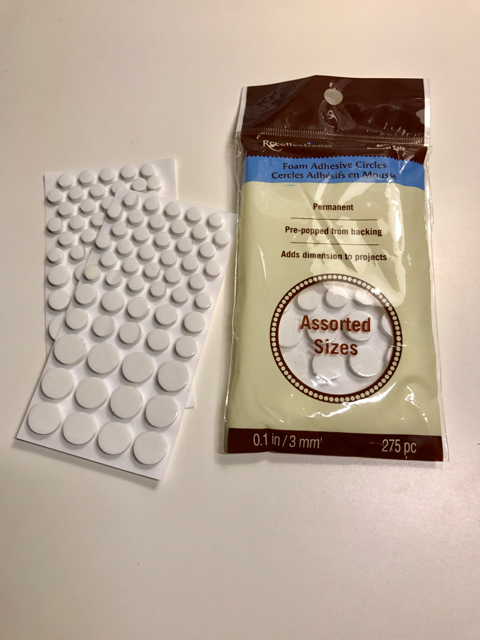 Recollections
Foam Adhesive Circles
Cercles Adhésifs en Mousse
Permanent
Pre-popped from backing
Adds dimension to projects
Assorted
Sizes
0.1 in / 3 mm
275 pc